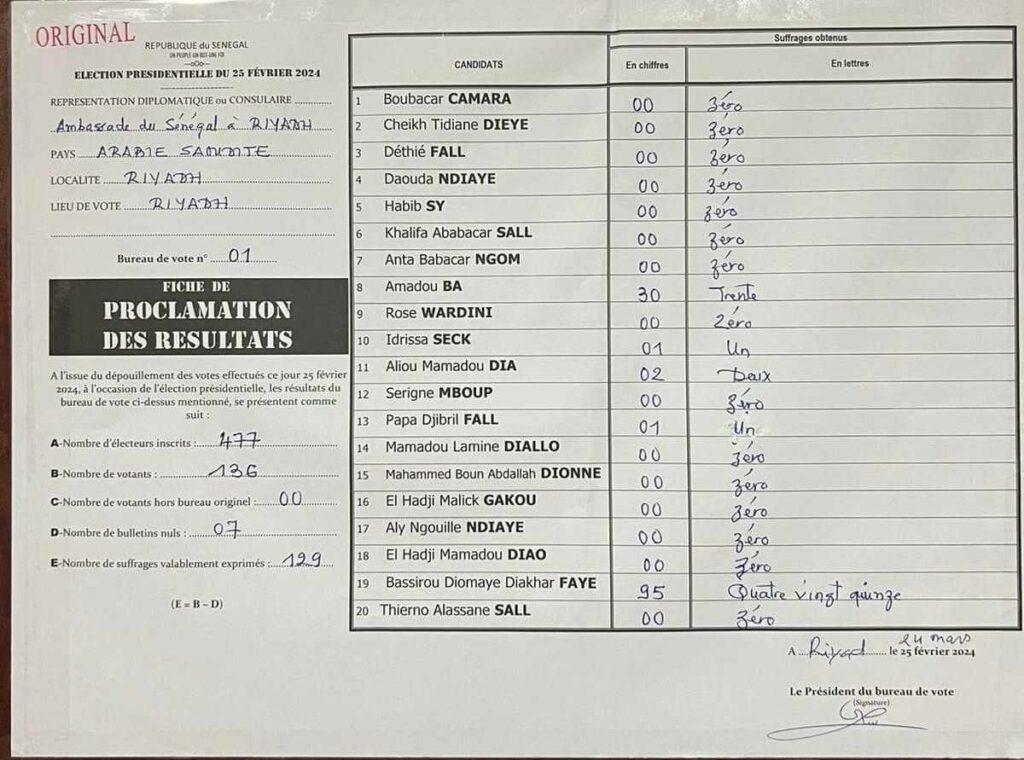 ORIGINAL
REPUBLIQUE du SENEGAL
UN PEUPLE-UN BUT-UNE FOI
---oOo---
ELECTION PRESIDENTIELLE DU 25 FÉVRIER 2024
REPRESENTATION DIPLOMATIQUE ou CONSULAIRE ............
Ambassade du Sénégal à RIYADH
PAYS ARABIE SAOUDITE
LOCALITE RIYADH
LIEU DE VOTE RIYADH
Bureau de vote n° 01
FICHE DE
PROCLAMATION
DES RESULTATS
A l'issue du dépouillement des votes effectués ce jour 25 février
2024, à l'occasion de l'élection présidentielle, les résultats du
bureau de vote ci-dessus mentionné, se présentent comme
suit :
A-Nombre d'électeurs inscrits : 477
B-Nombre de votants : 136
C-Nombre de votants hors bureau originel : 00
D-Nombre de bulletins nuls : 07
E-Nombre de suffrages valablement exprimés : 129
(E = B – D)
CANDIDATS
Suffrages obtenus
En chiffres En lettres
1 Boubacar CAMARA 00 Zéro
2 Cheikh Tidiane DIEYE 00 Zéro
3 Déthié FALL 00 Zéro
4 Daouda NDIAYE 00 Zéro
5 Habib SY 00 Zéro
6 Khalifa Ababacar SALL 00 Zéro
7 Anta Babacar NGOM 00 Zéro
8 Amadou BA 30 Trente
9 Rose WARDINI 00 Zéro
10 Idrissa SECK 01 Un
11 Aliou Mamadou DIA 02 Deux
12 Serigne MBOUP 00 Zéro
13 Papa Djibril FALL 01 Un
14 Mamadou Lamine DIALLO 00 Zéro
15 Mahammed Boun Abdallah DIONNE 00 Zéro
16 El Hadji Malick GAKOU 00 Zéro
17 Aly Ngouille NDIAYE 00 Zéro
18 El Hadji Mamadou DIAO 00 Zéro
19 Bassirou Diomaye Diakhar FAYE 95 Quatre vingt quinze
20 Thierno Alassane SALL 00 Zéro
24 mars
A Riyad le 25 février 2024
Le Président du bureau de vote
(Signature)